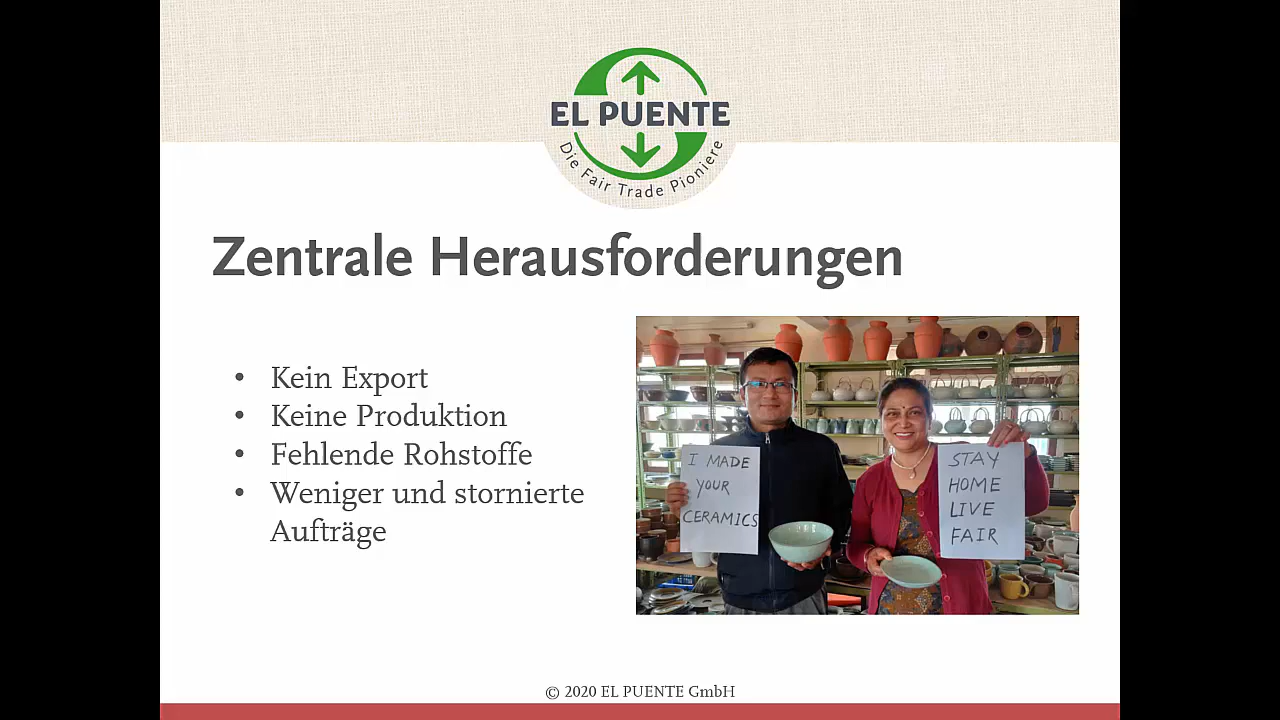 EL PUENTE
Die Fair Trade Pioniere
Zentrale Herausforderungen
• Kein Export
• Keine Produktion
• Fehlende Rohstoffe
• Weniger und stornierte
Aufträge
I MADE
YOUR
CERAMICS
STAY
HOME
LIVE
FAIR
© 2020 EL PUENTE GmbH